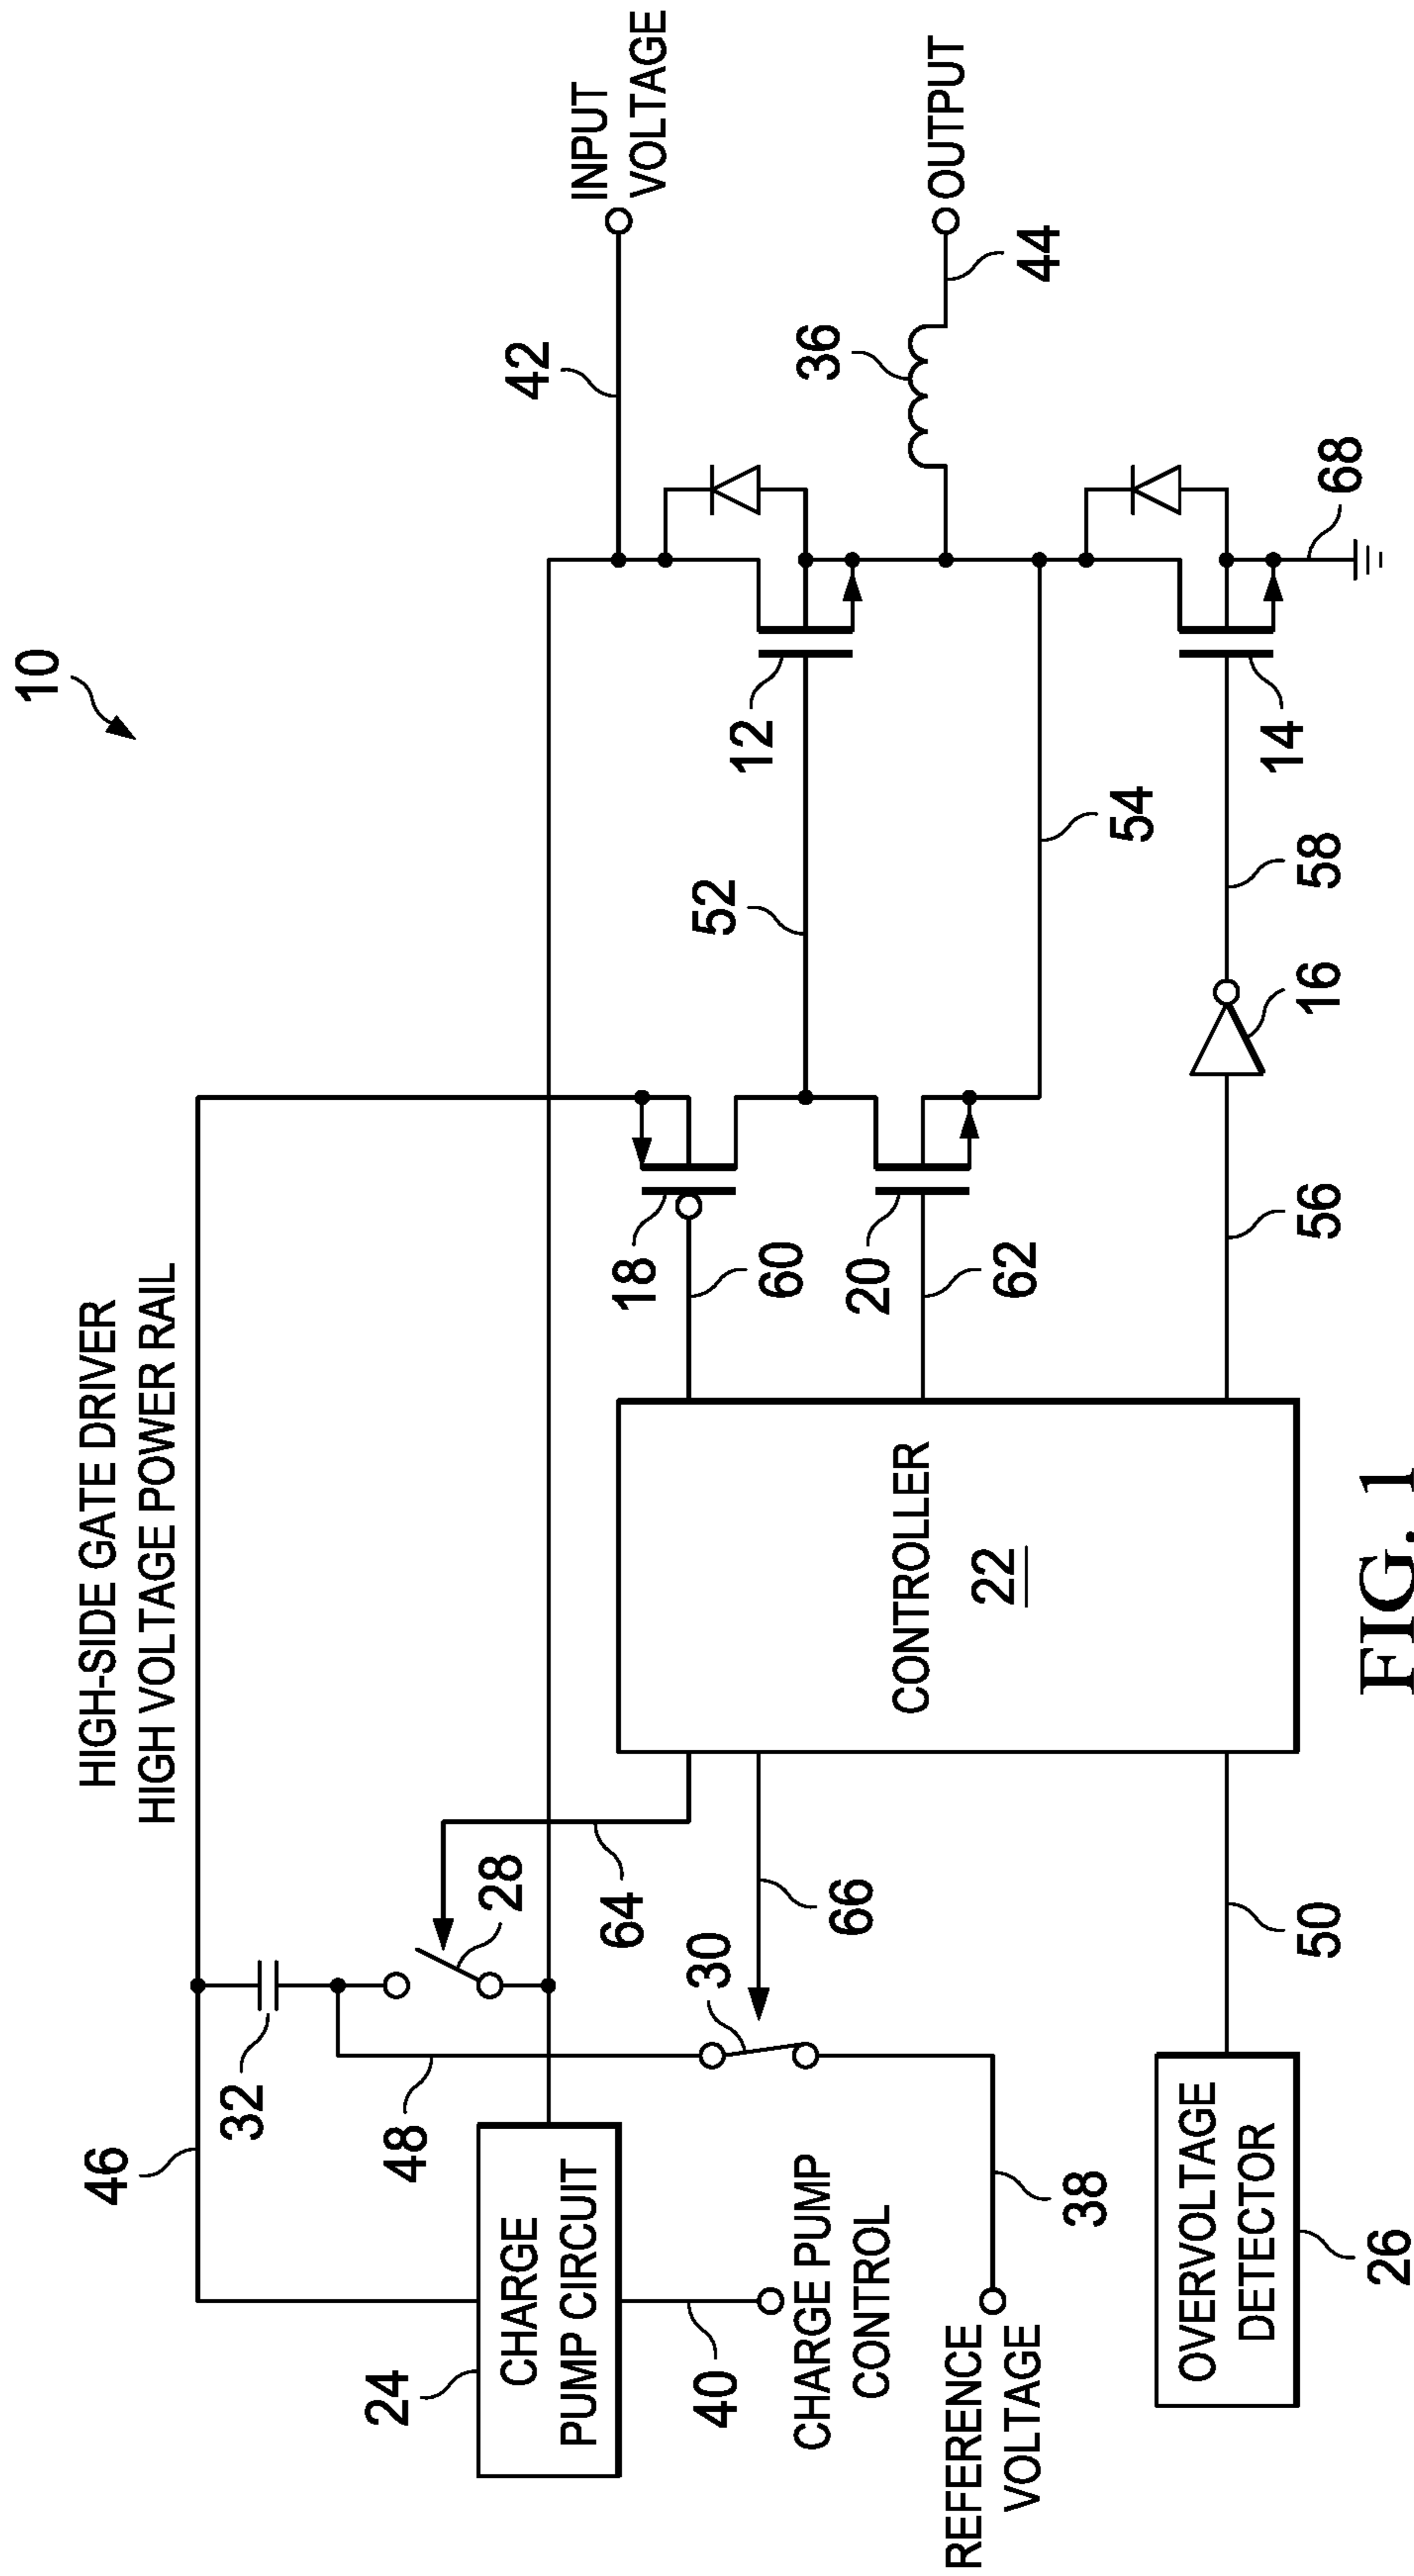 10
HIGH-SIDE GATE DRIVER
HIGH VOLTAGE POWER RAIL
46
32
28
48
64
24
CHARGE
PUMP CIRCUIT
40
CHARGE PUMP
CONTROL
30
66
REFERENCE
VOLTAGE
38
OVERVOLTAGE
DETECTOR
26
50
CONTROLLER
22
18
60
20
62
56
16
58
52
54
12
14
42
INPUT
VOLTAGE
36
44
OUTPUT
68
FIG. 1